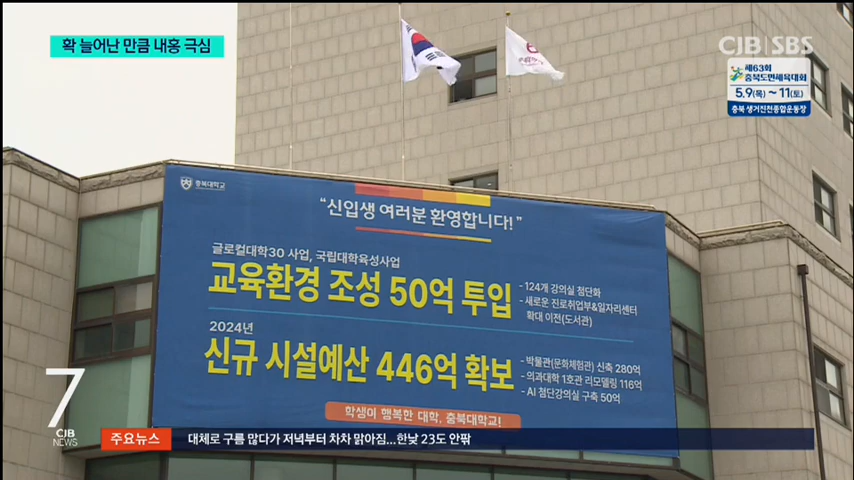 확 늘어난 만큼 내홍 극심
CJB SBS
제63회
충북도민체육대회
5.9(목) ~ 11(토)
충북 생거진천종합운동장
충북대학교
"신입생 여러분 환영합니다!"
글로컬대학30 사업, 국립대학육성사업
교육환경 조성 50억 투입
- 124개 강의실 첨단화
- 새로운 진로취업부&일자리센터
확대 이전(도서관)
2024년
신규 시설예산 446억 확보
- 박물관(문화체험관) 신축 280억
- 의과대학 1호관 리모델링 116억
- AI 첨단강의실 구축 50억
학생이 행복한 대학, 충북대학교!
7
CJB
NEWS
주요뉴스
대체로 구름 많다가 저녁부터 차차 맑아짐...한낮 23도 안팎